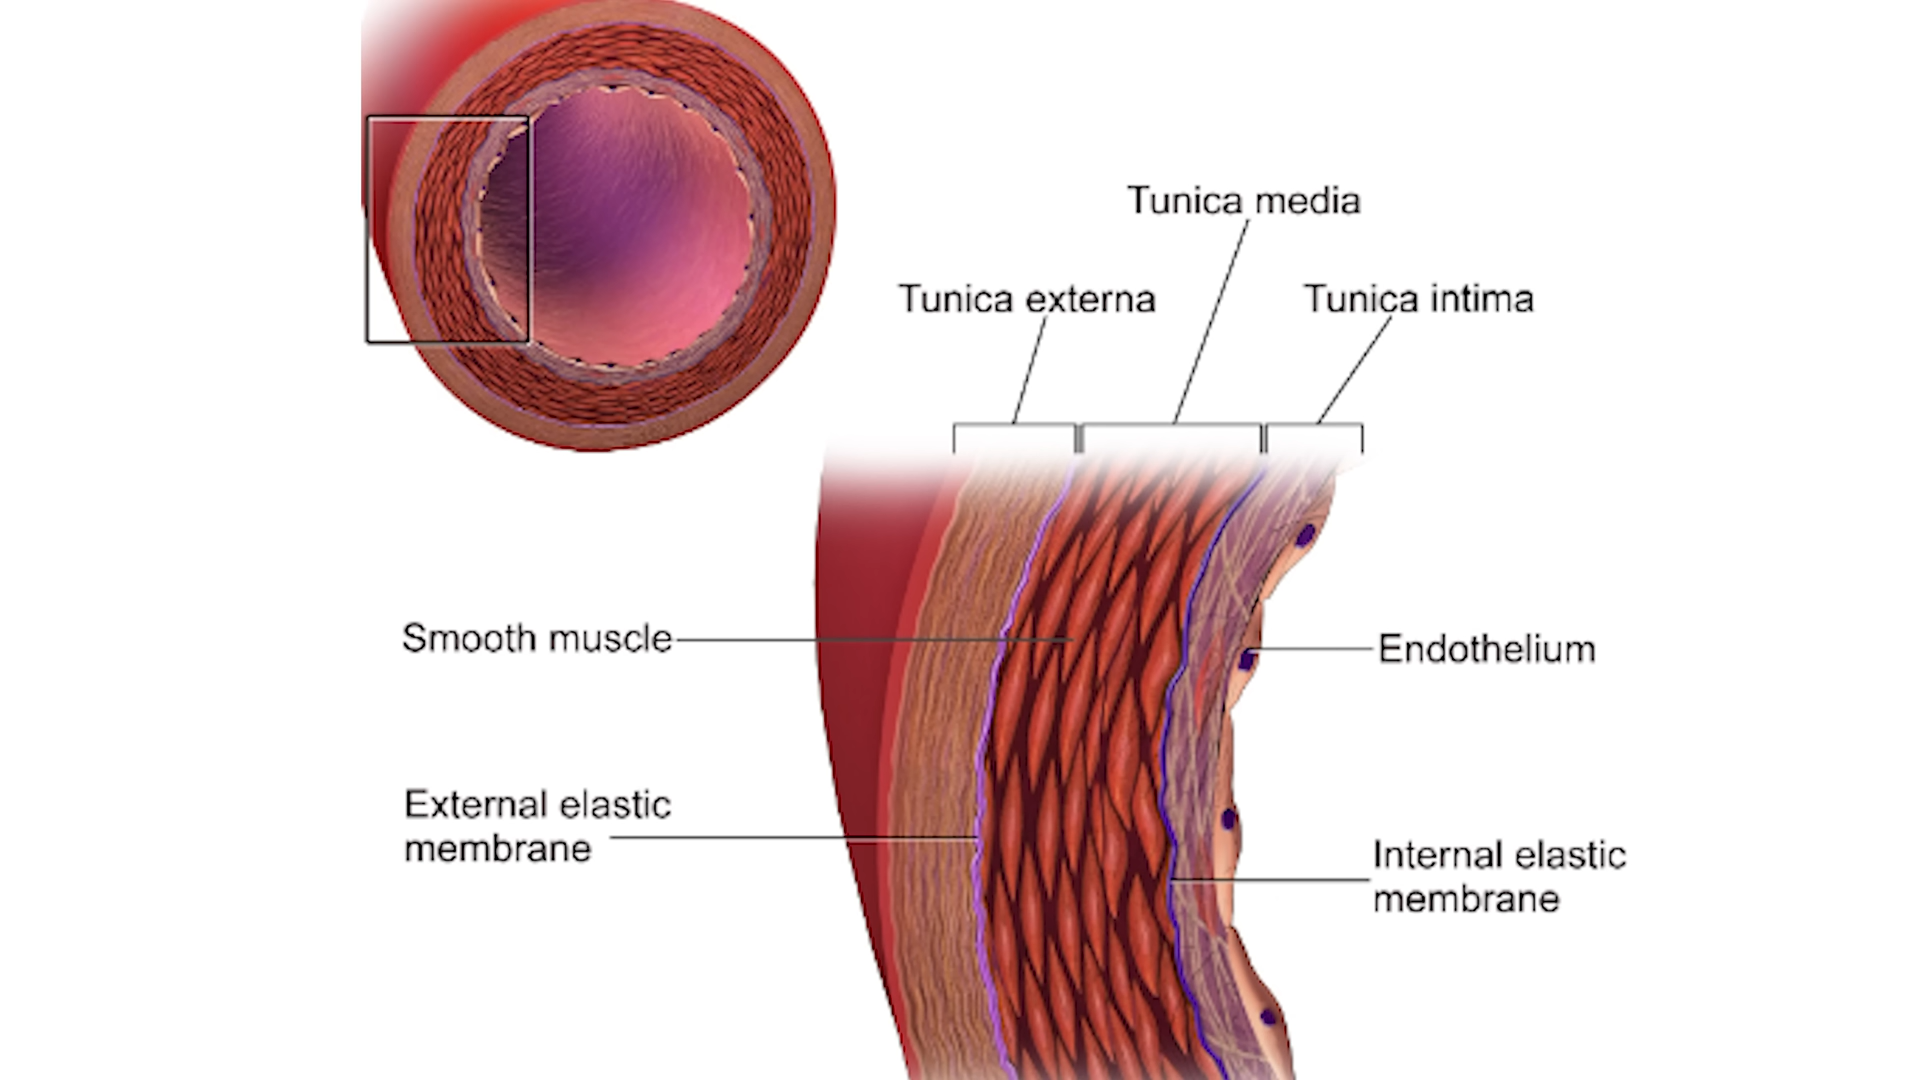 Tunica media
Tunica externa
Tunica intima
Smooth muscle
Endothelium
External elastic
membrane
Internal elastic
membrane